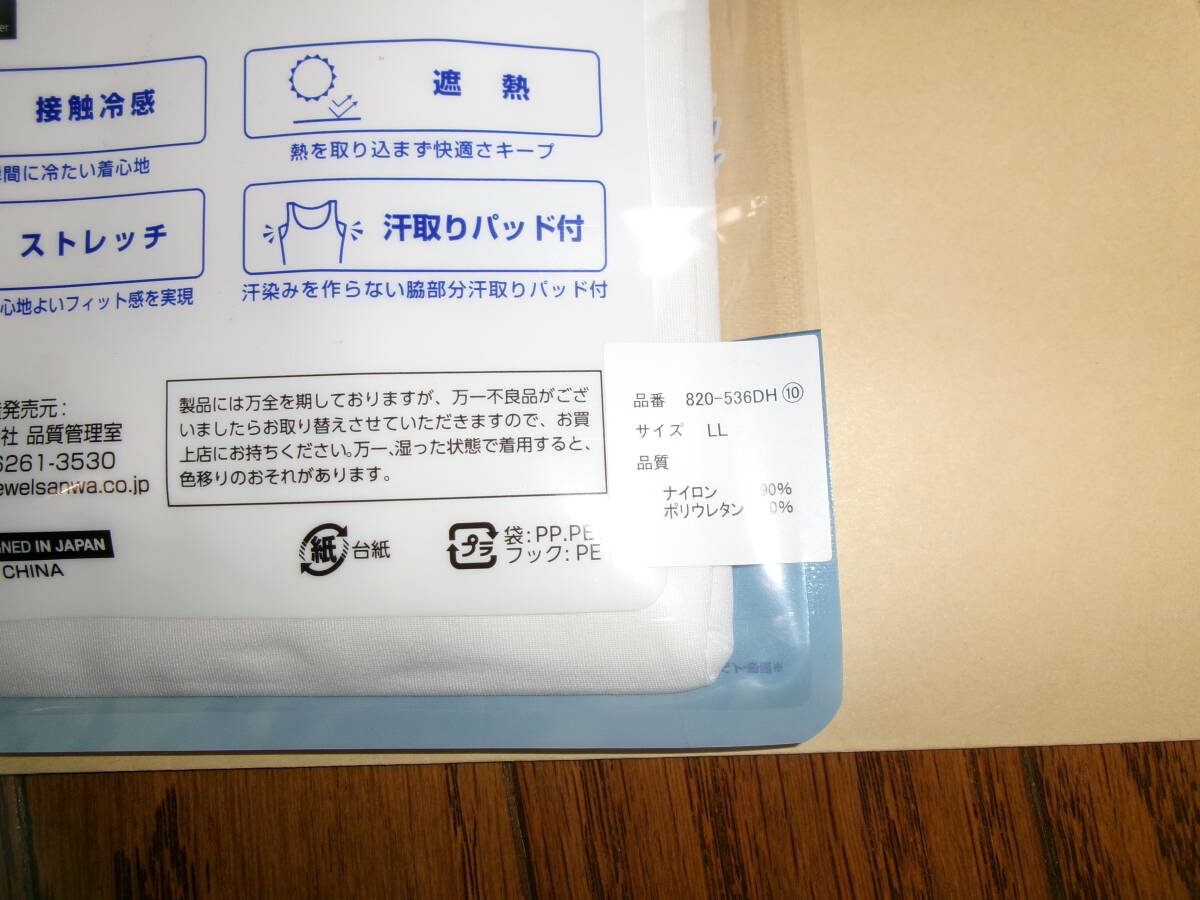 er
接触冷感
遮 熱
間に冷たい着心地
熱を取り込まず快適さキープ
ストレッチ
汗取りパッド付
心地よいフィット感を実現
汗染みを作らない脇部分汗取りパッド付
発売元:
社 品質管理室
6261-3530
ewelsanwa.co.jp
NED IN JAPAN
CHINA
製品には万全を期しておりますが、万一不良品がござ
いましたらお取り替えさせていただきますので、お買
上店にお持ちください。万一、湿った状態で着用すると、
色移りのおそれがあります。
紙 台紙
プラ 袋:PP.PE
フック:PE
品番 820-536DH⑩
サイズ LL
品質
ナイロン 90%
ポリウレタン 0%